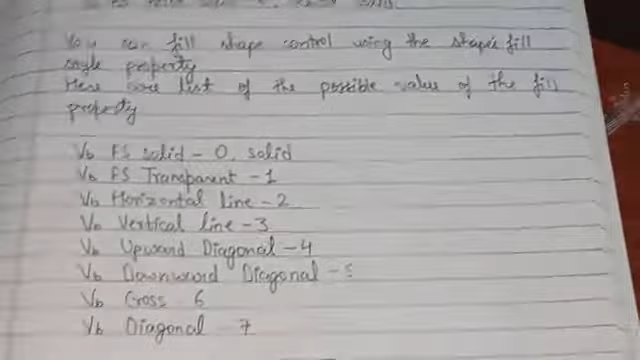 You can fill shape control using the shape's fill
style property
Here are list of the possible value of the fill
property
Vb FS solid - 0, solid
Vb FS Transparent - 1
Vb Horizontal line - 2
Vb Vertical line - 3
Vb Upward Diagonal - 4
Vb Downward Diagonal - 5
Vb Cross 6
Vb Diagonal 7